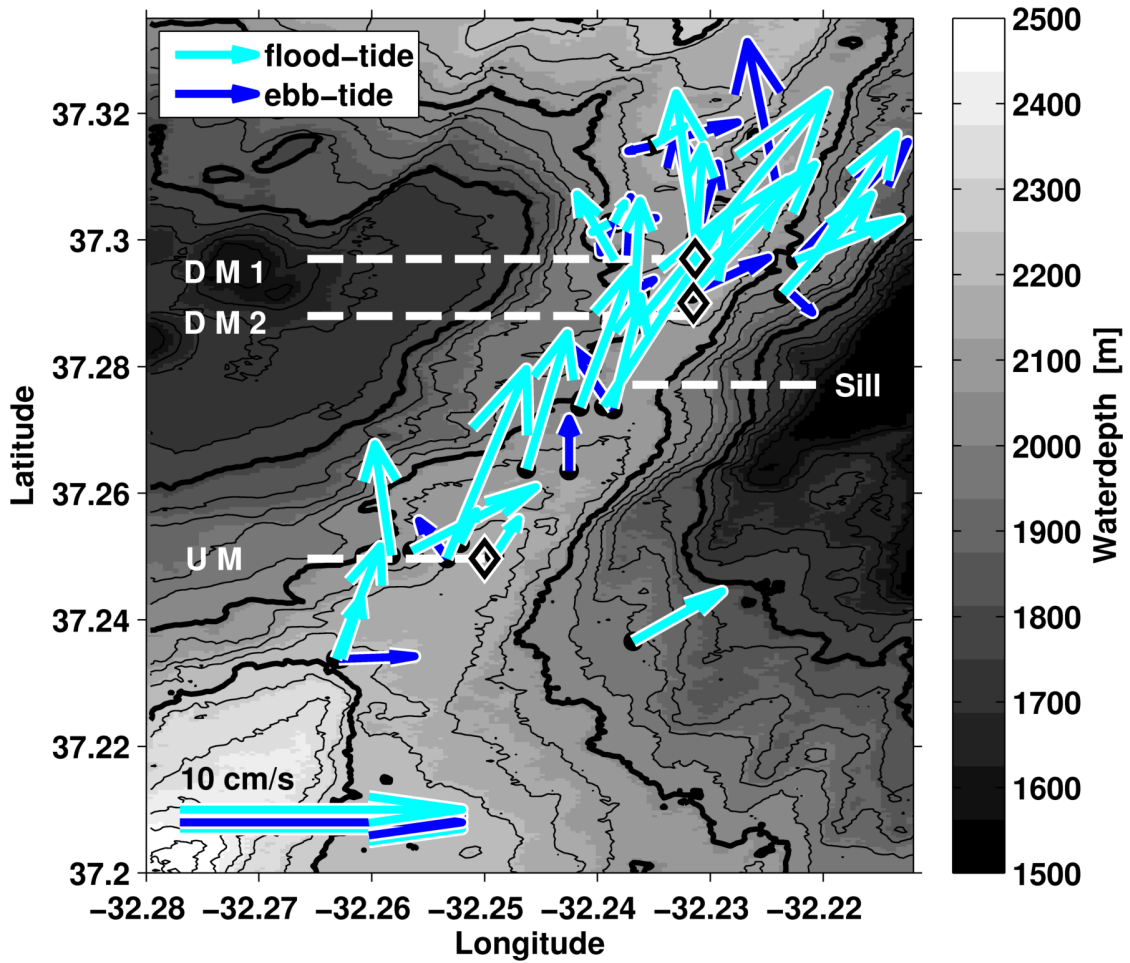 flood-tide
ebb-tide
D M 1
D M 2
Sill
U M
10 cm/s
37.32
37.3
37.28
37.26
37.24
37.22
37.2
Latitude
−32.28 −32.27 −32.26 −32.25 −32.24 −32.23 −32.22
Longitude
2500
2400
2300
2200
2100
2000
1900
1800
1700
1600
1500
Waterdepth [m]